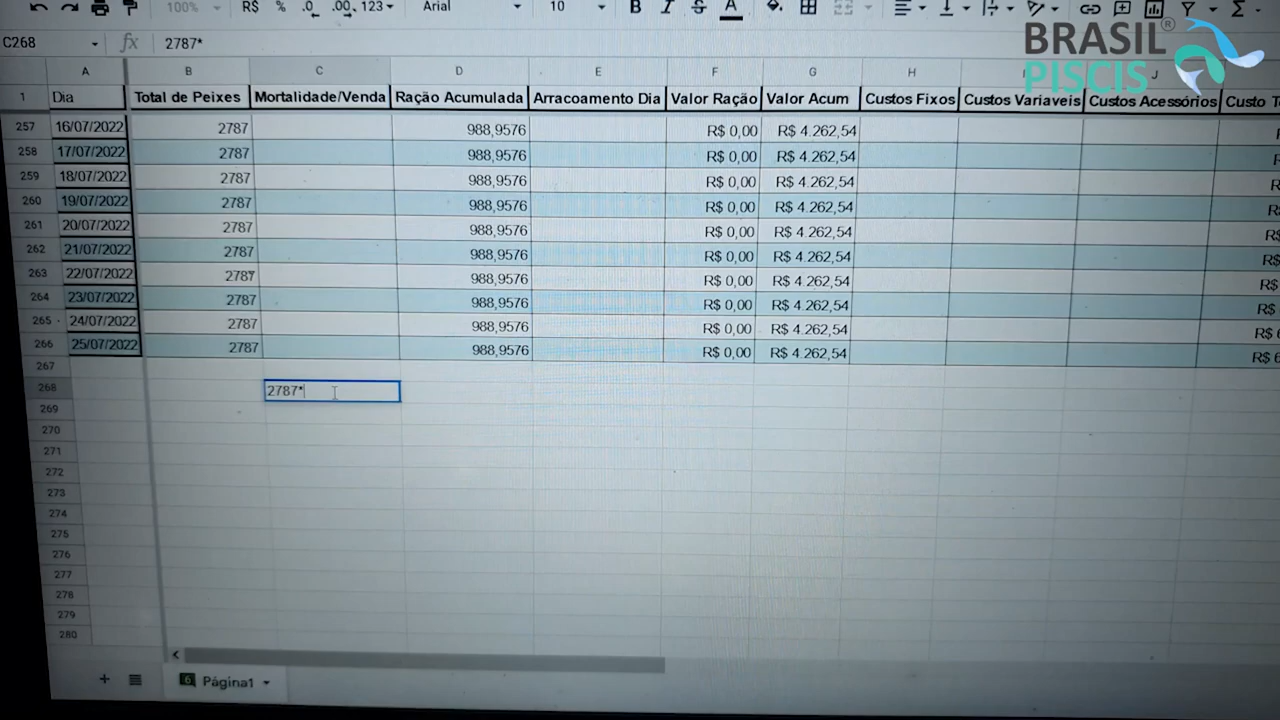 100% R$ % .0 .00 123 Arial 10 B I S A Σ
C268 fx 2787*
BRASIL®
PISCIS
A B C D E F G H I J
1 Dia Total de Peixes Mortalidade/Venda Ração Acumulada Arracoamento Dia Valor Ração Valor Acum Custos Fixos Custos Variaveis Custos Acessórios Custo T
257 16/07/2022 2787 988,9576 R$ 0,00 R$ 4.262,54
258 17/07/2022 2787 988,9576 R$ 0,00 R$ 4.262,54
259 18/07/2022 2787 988,9576 R$ 0,00 R$ 4.262,54 R
260 19/07/2022 2787 988,9576 R$ 0,00 R$ 4.262,54 R
261 20/07/2022 2787 988,9576 R$ 0,00 R$ 4.262,54 R$
262 21/07/2022 2787 988,9576 R$ 0,00 R$ 4.262,54 R$
263 22/07/2022 2787 988,9576 R$ 0,00 R$ 4.262,54 R$
264 23/07/2022 2787 988,9576 R$ 0,00 R$ 4.262,54 R$
265 24/07/2022 2787 988,9576 R$ 0,00 R$ 4.262,54 R$ 6
266 25/07/2022 2787 988,9576 R$ 0,00 R$ 4.262,54 R$ 6
267
268 2787*
269
270
271
272
273
274
275
276
277
278
279
280
+ Página1